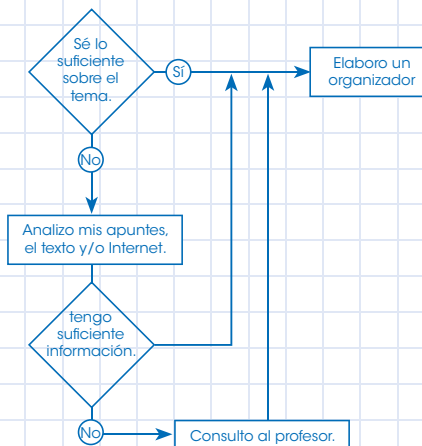 Sé lo
suficiente
sobre el
tema.
Sí
Elaboro un
organizador
No
Analizo mis apuntes,
el texto y/o Internet.
tengo
suficiente
información.
No
Consulto al profesor.